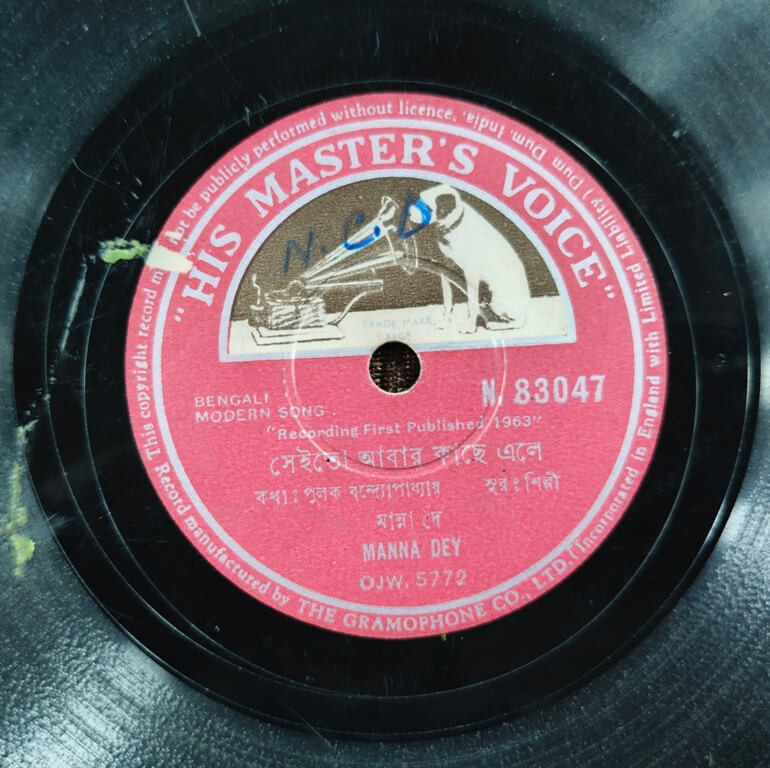 This copyright record may not be publicly performed without licence.
"HIS MASTER'S VOICE"
N.C.D
TRADE-MARK
BENGALI
MODERN SONG.
N. 83047
"Recording First Published 1963"
সেইতো আবার কাছে এলে
কথা: পুলক বন্দ্যোপাধ্যায় সুর: শিল্পী
মান্না দে
MANNA DEY
OJW. 5772
Record manufactured by THE GRAMOPHONE CO., LTD. (Incorporated in England with Limited Liability) Dum Dum, India.